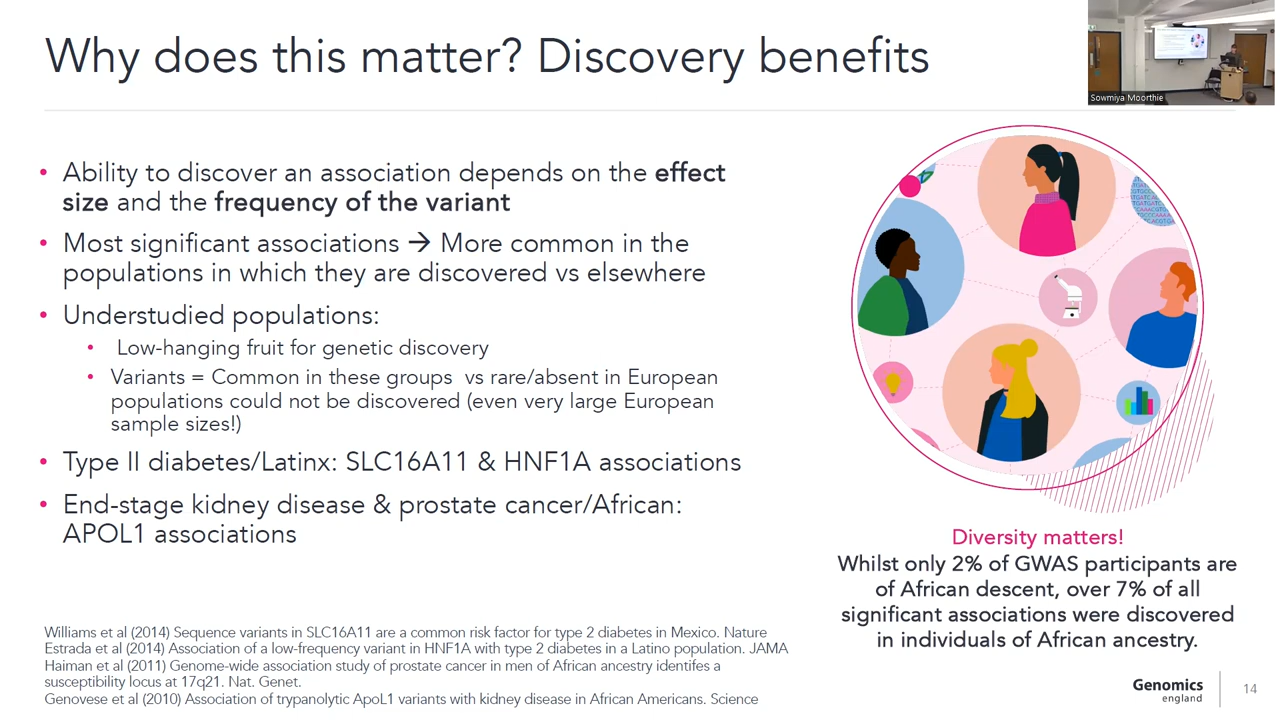 Why does this matter? Discovery benefits
Sowmiya Moorthie
• Ability to discover an association depends on the effect
size and the frequency of the variant
• Most significant associations → More common in the
populations in which they are discovered vs elsewhere
• Understudied populations:
• Low-hanging fruit for genetic discovery
• Variants = Common in these groups vs rare/absent in European
populations could not be discovered (even very large European
sample sizes!)
• Type II diabetes/Latinx: SLC16A11 & HNF1A associations
• End-stage kidney disease & prostate cancer/African:
APOL1 associations
Diversity matters!
Whilst only 2% of GWAS participants are
of African descent, over 7% of all
significant associations were discovered
in individuals of African ancestry.
Williams et al (2014) Sequence variants in SLC16A11 are a common risk factor for type 2 diabetes in Mexico. Nature
Estrada et al (2014) Association of a low-frequency variant in HNF1A with type 2 diabetes in a Latino population. JAMA
Haiman et al (2011) Genome-wide association study of prostate cancer in men of African ancestry identifes a
susceptibility locus at 17q21. Nat. Genet.
Genovese et al (2010) Association of trypanolytic ApoL1 variants with kidney disease in African Americans. Science
Genomics
england
14